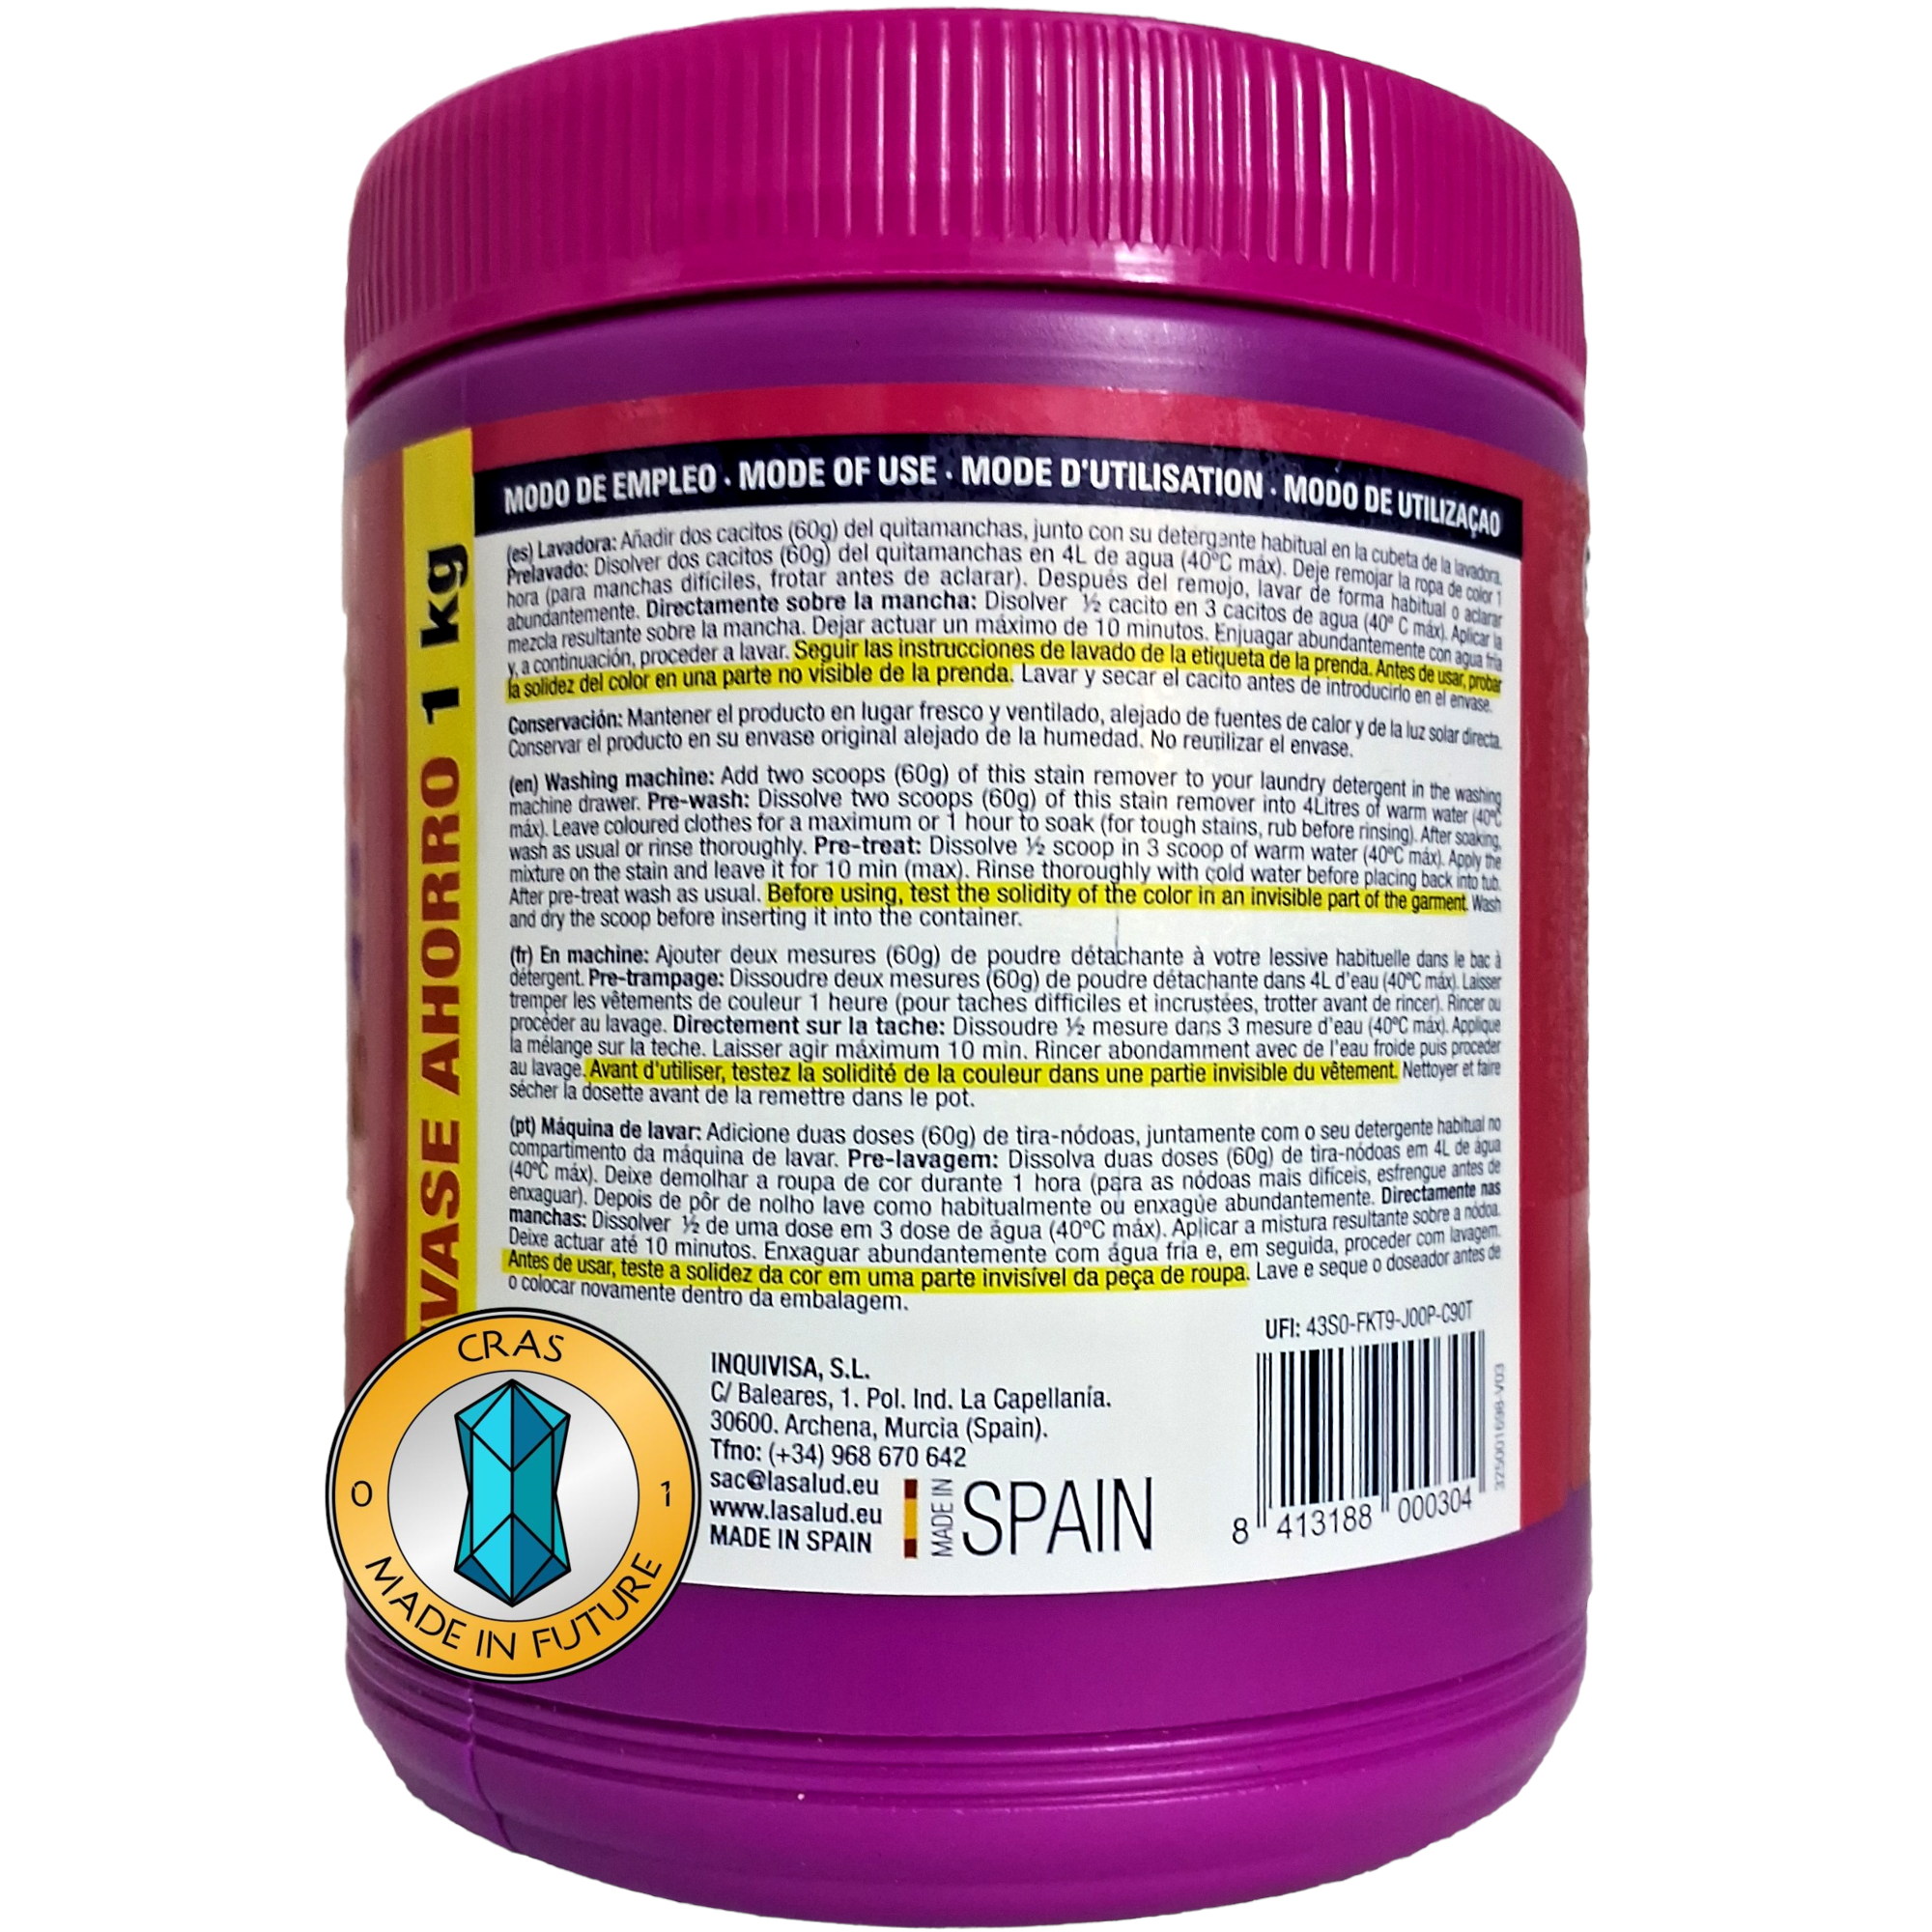 MODO DE EMPLEO · MODE OF USE · MODE D'UTILISATION · MODO DE UTILIZAÇAO
(es) Lavadora: Añadir dos cacitos (60g) del quitamanchas, junto con su detergente habitual en la cubeta de la lavadora.
Prelavado: Disolver dos cacitos (60g) del quitamanchas en 4L de agua (40ºC máx). Deje remojar la ropa de color 1
hora (para manchas difíciles, frotar antes de aclarar). Después del remojo, lavar de forma habitual o aclarar
abundantemente. Directamente sobre la mancha: Disolver ½ cacito en 3 cacitos de agua (40º C máx). Aplicar la
mezcla resultante sobre la mancha. Dejar actuar un máximo de 10 minutos. Enjuagar abundantemente con agua fría
y, a continuación, proceder a lavar. Seguir las instrucciones de lavado de la etiqueta de la prenda. Antes de usar, probar
la solidez del color en una parte no visible de la prenda. Lavar y secar el cacito antes de introducirlo en el envase.
Conservación: Mantener el producto en lugar fresco y ventilado, alejado de fuentes de calor y de la luz solar directa.
Conservar el producto en su envase original alejado de la humedad. No reutilizar el envase.
(en) Washing machine: Add two scoops (60g) of this stain remover to your laundry detergent in the washing
machine drawer. Pre-wash: Dissolve two scoops (60g) of this stain remover into 4Litres of warm water (40ºC
máx). Leave coloured clothes for a maximum or 1 hour to soak (for tough stains, rub before rinsing). After soaking,
wash as usual or rinse thoroughly. Pre-treat: Dissolve ½ scoop in 3 scoop of warm water (40ºC máx). Apply the
mixture on the stain and leave it for 10 min (max). Rinse thoroughly with cold water before placing back into tub.
After pre-treat wash as usual. Before using, test the solidity of the color in an invisible part of the garment. Wash
and dry the scoop before inserting it into the container.
(fr) En machine: Ajouter deux mesures (60g) de poudre détachante à votre lessive habituelle dans le bac à
détergent. Pre-trampage: Dissoudre deux mesures (60g) de poudre détachante dans 4L d'eau (40ºC máx). Laisser
tremper les vêtements de couleur 1 heure (pour taches difficiles et incrustées, trotter avant de rincer). Rincer ou
procéder au lavage. Directement sur la tache: Dissoudre ½ mesure dans 3 mesure d'eau (40ºC máx). Applique
la mélange sur la teche. Laisser agir máximum 10 min. Rincer abondamment avec de l'eau froide puis proceder
au lavage. Avant d'utiliser, testez la solidité de la couleur dans une partie invisible du vêtement. Nettoyer et faire
sécher la dosette avant de la remettre dans le pot.
(pt) Máquina de lavar: Adicione duas doses (60g) de tira-nódoas, juntamente com o seu detergente habitual no
compartimento da máquina de lavar. Pre-lavagem: Dissolva duas doses (60g) de tira-nódoas em 4L de água
(40ºC máx). Deixe demolhar a roupa de cor durante 1 hora (para as nódoas mais difíceis, esfrengue antes de
enxaguar). Depois de pôr de nolho lave como habitualmente ou enxagúe abundantemente. Directamente nas
manchas: Dissolver ½ de uma dose em 3 dose de água (40ºC máx). Aplicar a mistura resultante sobre a nódoa.
Deixe actuar até 10 minutos. Enxaguar abundantemente com água fría e, em seguida, proceder com lavagem.
Antes de usar, teste a solidez da cor em uma parte invisível da peça de roupa. Lave e seque o doseador antes de
o colocar novamente dentro da embalagem.
VASE AHORRO 1 kg
UFI: 43S0-FKT9-J00P-C90T
INQUIVISA, S.L.
C/ Baleares, 1. Pol. Ind. La Capellanía.
30600. Archena, Murcia (Spain).
Tfno: (+34) 968 670 642
sac@lasalud.eu
www.lasalud.eu
MADE IN SPAIN
MADE IN SPAIN
8 413188 000304
325001698-V03
CRAS
0 1
MADE IN FUTURE